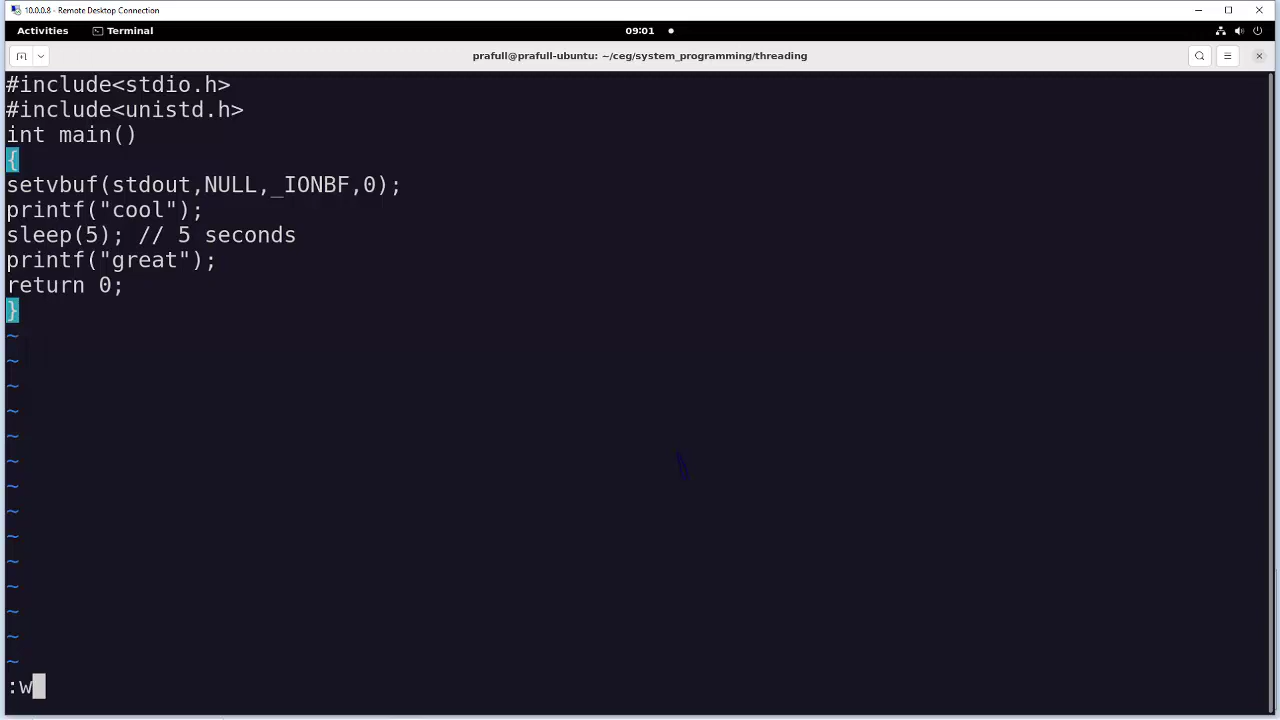 10.0.0.8 - Remote Desktop Connection
Activities Terminal 09:01
prafull@prafull-ubuntu: ~/ceg/system_programming/threading
#include<stdio.h>
#include<unistd.h>
int main()
{
setvbuf(stdout,NULL,_IONBF,0);
printf("cool");
sleep(5); // 5 seconds
printf("great");
return 0;
}
~
~
~
~
~
~
~
~
~
~
~
~
~
~
:w